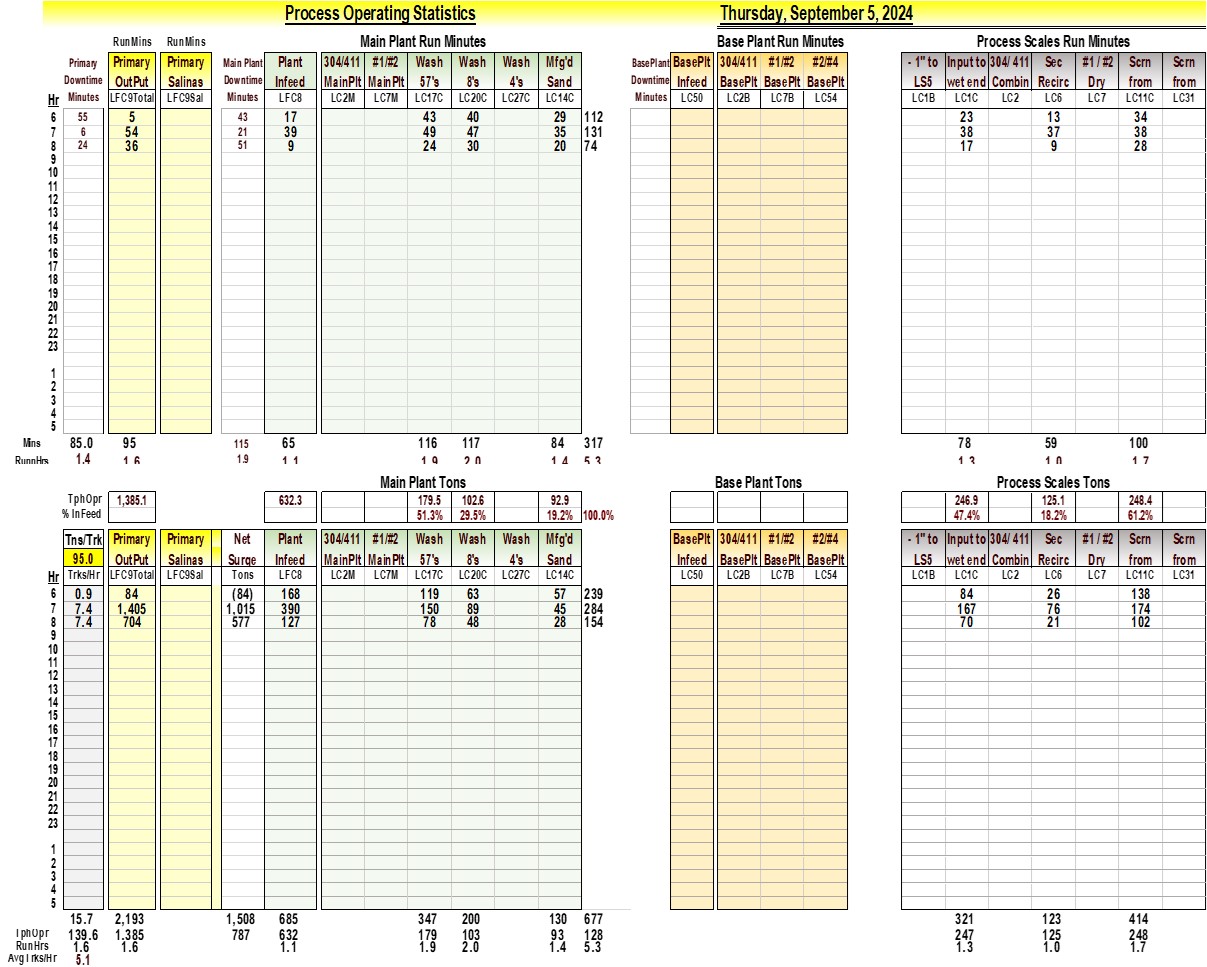 Process Operating Statistics Thursday, September 5, 2024
Run Mins Run Mins Main Plant Run Minutes Base Plant Run Minutes Process Scales Run Minutes
Primary Primary Primary Main Plant Plant 304/411 #1/#2 Wash Wash Wash Mfg'd BasePlant BasePlt 304/411 #1/#2 #2/#4 - 1" to Input to 304/ 411 Sec #1 / #2 Scrn Scrn
Downtime OutPut Salinas Downtime Infeed MainPlt MainPlt 57's 8's 4's Sand Downtime Infeed BasePlt BasePlt BasePlt LS5 wet end Combin Recirc Dry from from
Hr Minutes LFC9Total LFC9Sal Minutes LFC8 LC2M LC7M LC17C LC20C LC27C LC14C Minutes LC50 LC2B LC7B LC54 LC1B LC1C LC2 LC6 LC7 LC11C LC31
6 55 5 43 17 43 40 29 112 23 13 34
7 6 54 21 39 49 47 35 131 38 37 38
8 24 36 51 9 24 30 20 74 17 9 28
9
10
11
12
13
14
15
16
17
18
19
20
21
22
23
1
2
3
4
5
Mins 85.0 95 115 65 116 117 84 317 78 59 100
RunnHrs 1.4 1.6 1.9 1.1 1.9 2.0 1.4 5.3 1.3 1.0 1.7
Main Plant Tons Base Plant Tons Process Scales Tons
TphOpr 1,385.1 632.3 179.5 102.6 92.9 246.9 125.1 248.4
% InFeed 51.3% 29.5% 19.2% 100.0% 47.4% 18.2% 61.2%
Tns/Trk Primary Primary Net Plant 304/411 #1/#2 Wash Wash Wash Mfg'd BasePlt 304/411 #1/#2 #2/#4 - 1" to Input to 304/ 411 Sec #1 / #2 Scrn Scrn
95.0 OutPut Salinas Surge Infeed MainPlt MainPlt 57's 8's 4's Sand Infeed BasePlt BasePlt BasePlt LS5 wet end Combin Recirc Dry from from
Hr Trks/Hr LFC9Total LFC9Sal Tons LFC8 LC2M LC7M LC17C LC20C LC27C LC14C LC50 LC2B LC7B LC54 LC1B LC1C LC2 LC6 LC7 LC11C LC31
6 0.9 84 (84) 168 119 63 57 239 84 26 138
7 7.4 1,405 1,015 390 150 89 45 284 167 76 174
8 7.4 704 577 127 78 48 28 154 70 21 102
9
10
11
12
13
14
15
16
17
18
19
20
21
22
23
1
2
3
4
5
15.7 2,193 1,508 685 347 200 130 677 321 123 414
TphOpr 139.6 1,385 787 632 179 103 93 128 247 125 248
RunHrs 1.6 1.6 1.1 1.9 2.0 1.4 5.3 1.3 1.0 1.7
AvgTrks/Hr 5.1